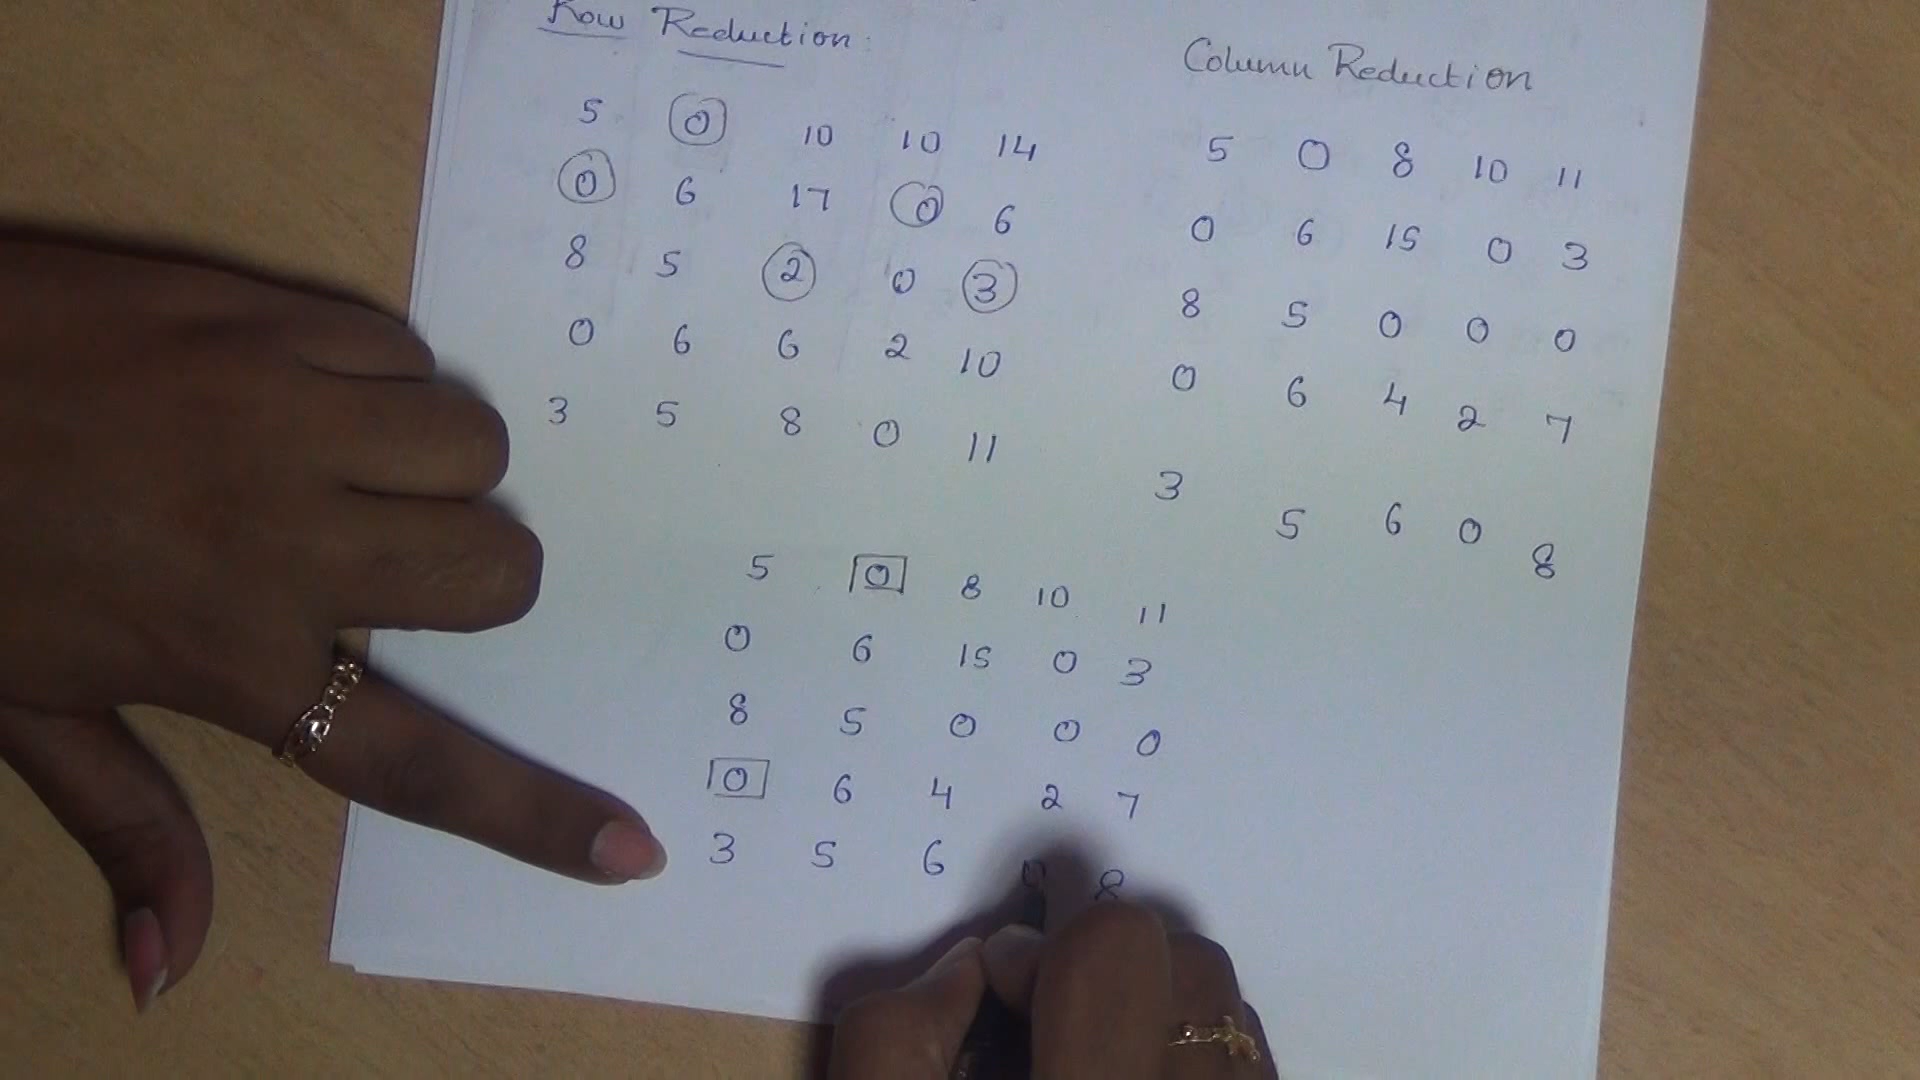 Row Reduction:
5 0 10 10 14
0 6 17 0 6
8 5 2 0 3
0 6 6 2 10
3 5 8 0 11
Column Reduction
5 0 8 10 11
0 6 15 0 3
8 5 0 0 0
0 6 4 2 7
3 5 6 0 8
5 0 8 10 11
0 6 15 0 3
8 5 0 0 0
0 6 4 2 7
3 5 6 0 8